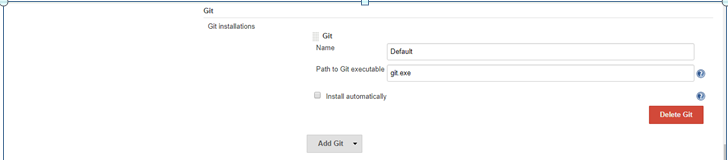 Git
Git installations
Git
Name
Default
Path to Git executable
git.exe
Install automatically
Delete Git
Add Git